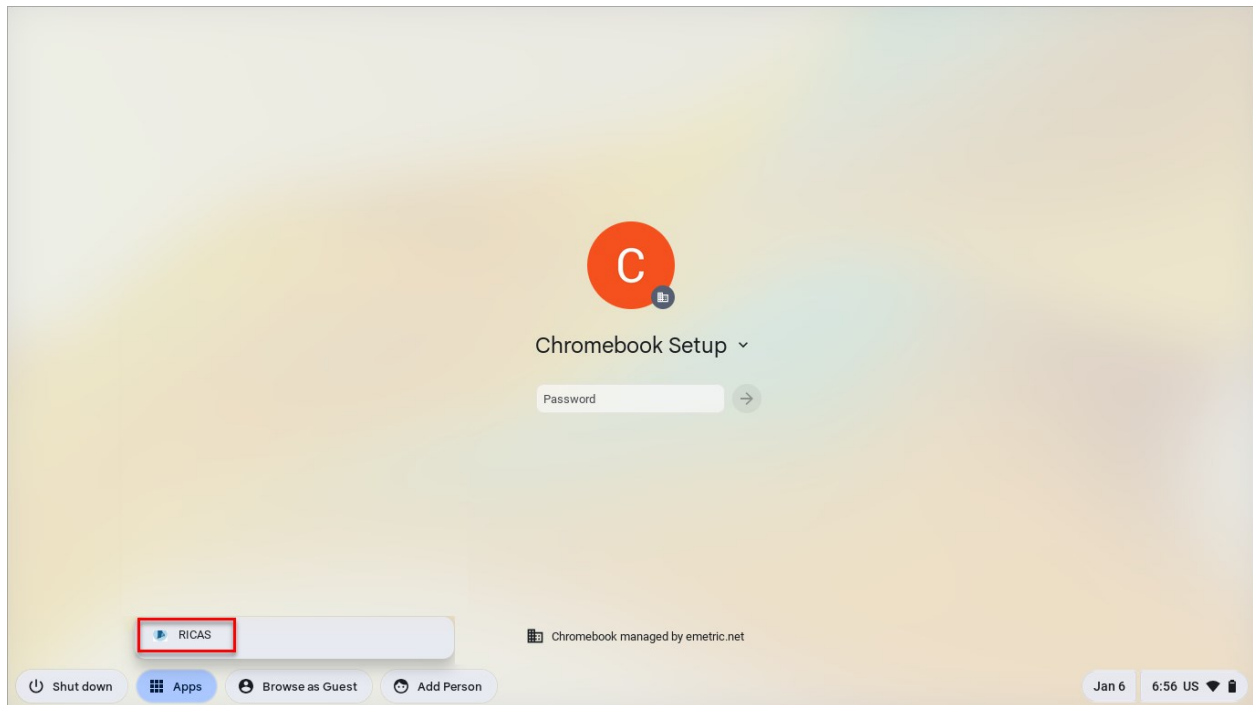 C
Chromebook Setup
Password
RICAS
Chromebook managed by emetric.net
Shut down Apps Browse as Guest Add Person Jan 6 6:56 US